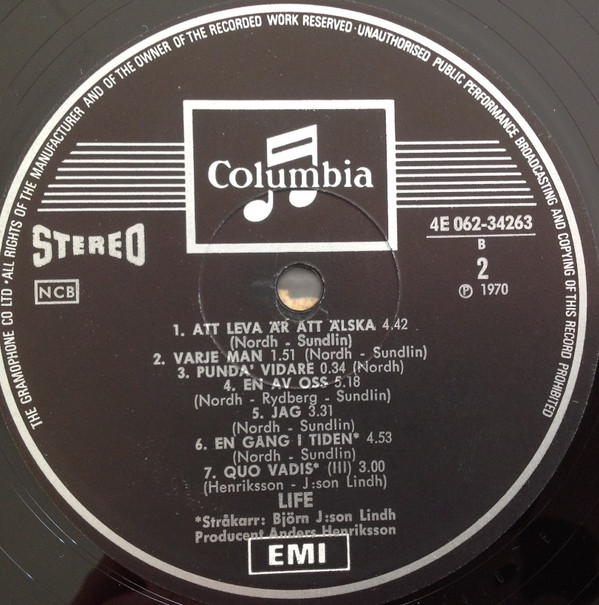 THE GRAMOPHONE CO LTD · ALL RIGHTS OF THE MANUFACTURER AND OF THE OWNER OF THE RECORDED WORK RESERVED · UNAUTHORISED PUBLIC PERFORMANCE BROADCASTING AND COPYING OF THIS RECORD PROHIBITED
Columbia
STEREO
NCB
4E 062-34263
B
2
℗ 1970
1. ATT LEVA ÄR ATT ÄLSKA 4.42
(Nordh - Sundlin)
2. VARJE MAN 1.51 (Nordh - Sundlin)
3. PUNDA' VIDARE 0.34 (Nordh)
4. EN AV OSS 5.18
(Nordh - Rydberg - Sundlin)
5. JAG 3.31
(Nordh - Sundlin)
6. EN GANG I TIDEN* 4.53
(Nordh - Sundlin)
7. QUO VADIS* (III) 3.00
(Henriksson - J:son Lindh)
LIFE
*Stråkarr: Björn J:son Lindh
Producent Anders Henriksson
EMI